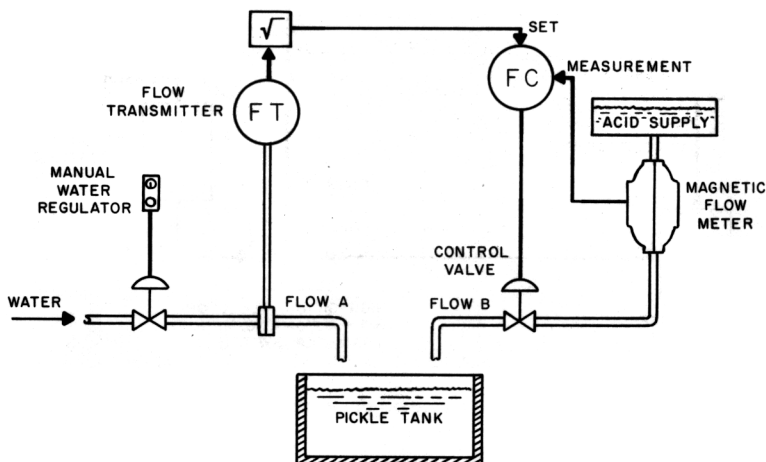 √
SET
FC
MEASUREMENT
FLOW
TRANSMITTER
FT
ACID SUPPLY
MANUAL
WATER
REGULATOR
MAGNETIC
FLOW
METER
CONTROL
VALVE
WATER
FLOW A
FLOW B
PICKLE TANK